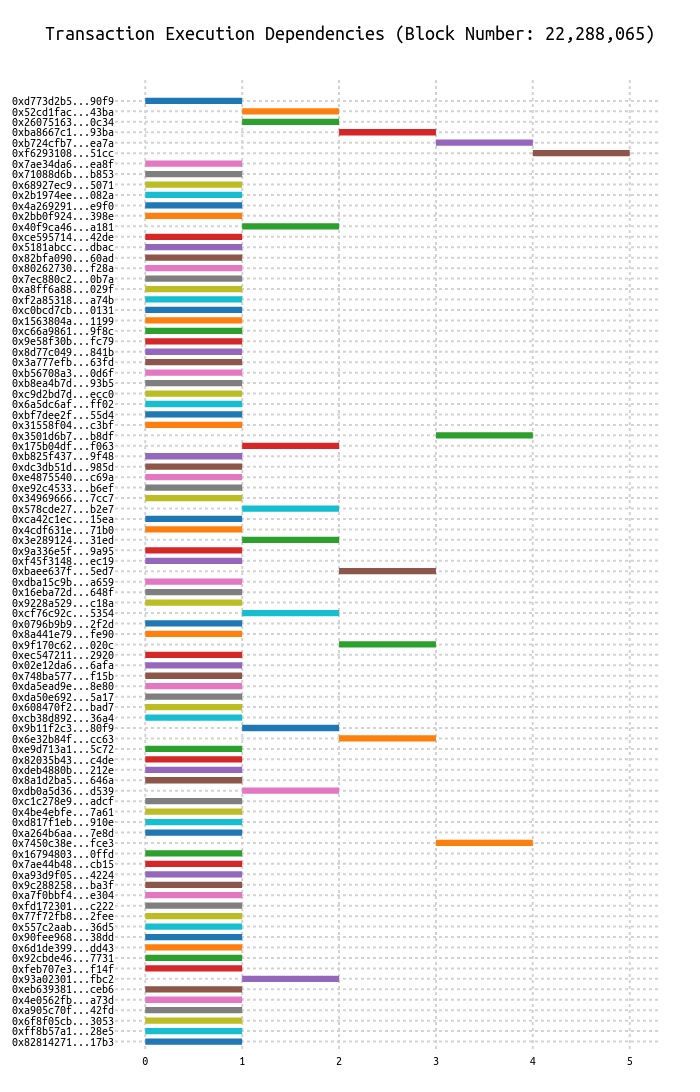 Transaction Execution Dependencies (Block Number: 22,288,065)
0xd773d2b5...90f9
0x52cd1fac...43ba
0x26075163...0c34
0xba8667c1...93ba
0xb724cfb7...ea7a
0xf6293108...51cc
0x7ae34da6...ea8f
0x71088d6b...b853
0x68927ec9...5071
0x2b1974ee...082a
0x4a269291...e9f0
0x2bb0f924...398e
0x40f9ca46...a181
0xce595714...42de
0x5181abcc...dbac
0x82bfa090...60ad
0x80262730...f28a
0x7ec880c2...0b7a
0xa8ff6a88...029f
0xf2a85318...a74b
0xc0bcd7cb...0131
0x1563804a...1199
0xc66a9861...9f8c
0x9e58f30b...fc79
0x8d77c049...841b
0x3a777efb...63fd
0xb56708a3...0d6f
0xb8ea4b7d...93b5
0xc9d2bd7d...ecc0
0x6a5dc6af...ff02
0xbf7dee2f...55d4
0x31558f04...c3bf
0x3501d6b7...b8df
0x175b04df...f063
0xb825f437...9f48
0xdc3db51d...985d
0xe4875540...c69a
0xe92c4533...b6ef
0x34969666...7cc7
0x578cde27...b2e7
0xca42c1ec...15ea
0x4cdf631e...71b0
0x3e289124...31ed
0x9a336e5f...9a95
0xf45f3148...ec19
0xbaee637f...5ed7
0xdba15c9b...a659
0x16eba72d...648f
0x9228a529...c18a
0xcf76c92c...5354
0x0796b9b9...2f2d
0x8a441e79...fe90
0x9f170c62...020c
0xec547211...2920
0x02e12da6...6afa
0x748ba577...f15b
0xda5ead9e...8e80
0xda50e692...5a17
0x608470f2...bad7
0xcb38d892...36a4
0x9b11f2c3...80f9
0x6e32b84f...cc63
0xe9d713a1...5c72
0x82035b43...c4de
0xdeb4880b...212e
0x8a1d2ba5...646a
0xdb0a5d36...d539
0xc1c278e9...adcf
0x4be4ebfe...7a61
0xd817f1eb...910e
0xa264b6aa...7e8d
0x7450c38e...fce3
0x16794803...0ffd
0x7ae44b48...cb15
0xa93d9f05...4224
0x9c288258...ba3f
0xa7f0bbf4...e304
0xfd172301...c222
0x77f72fb8...2fee
0x557c2aab...36d5
0x90fee968...38dd
0x6d1de399...dd43
0x92cbde46...7731
0xfeb707e3...f14f
0x93a02301...fbc2
0xeb639381...ceb6
0x4e0562fb...a73d
0xa905c70f...42fd
0x6f8f05cb...3053
0xff8b57a1...28e5
0x82814271...17b3
0 1 2 3 4 5